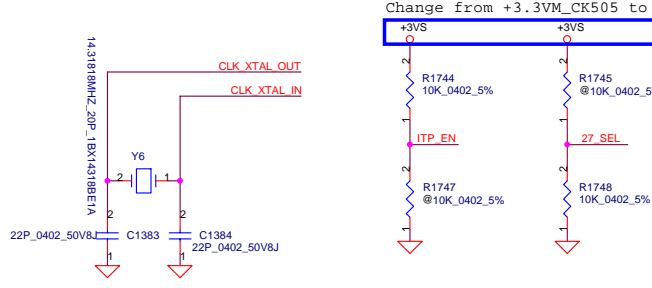 Change from +3.3VM_CK505 to
+3VS
+3VS
CLK_XTAL_OUT
CLK_XTAL_IN
14.31818MHZ_20P_1BX14318BE1A
Y6
2
1
2
2
22P_0402_50V8J
C1383
C1384
22P_0402_50V8J
1
1
2
R1744
10K_0402_5%
1
ITP_EN
2
R1747
@10K_0402_5%
1
2
R1745
@10K_0402_5
1
27_SEL
2
R1748
10K_0402_5%
1